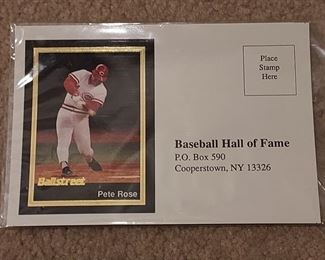 Ballstreet
Pete Rose
Place
Stamp
Here
Baseball Hall of Fame
P.O. Box 590
Cooperstown, NY 13326